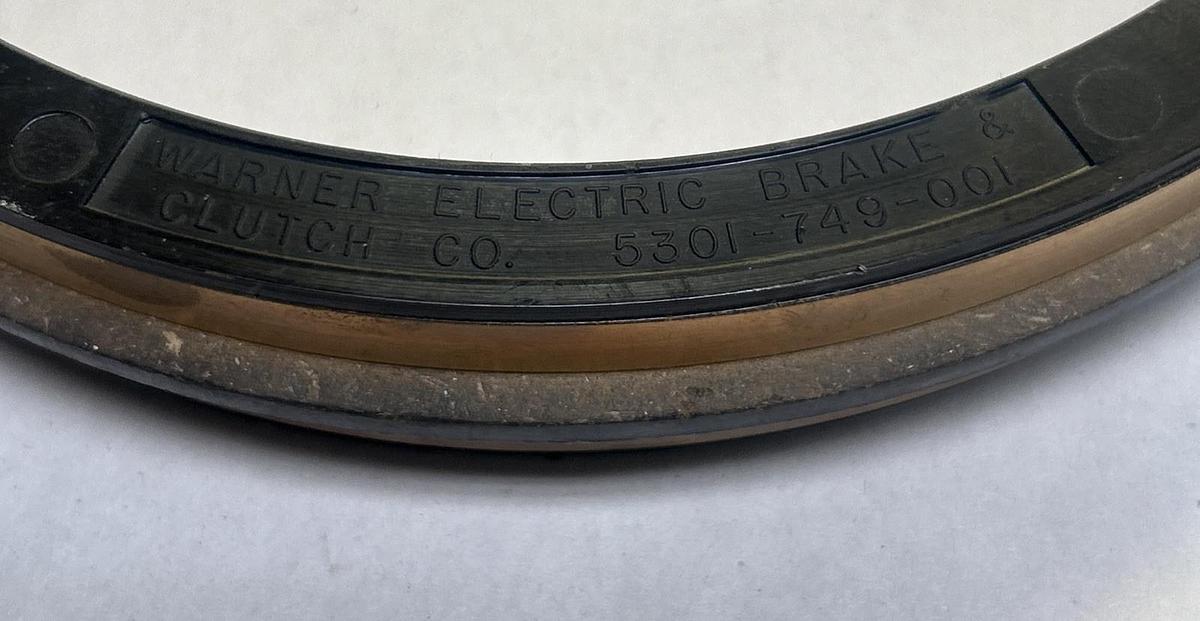 WARNER ELECTRIC BRAKE &
CLUTCH CO. 5301-749-001